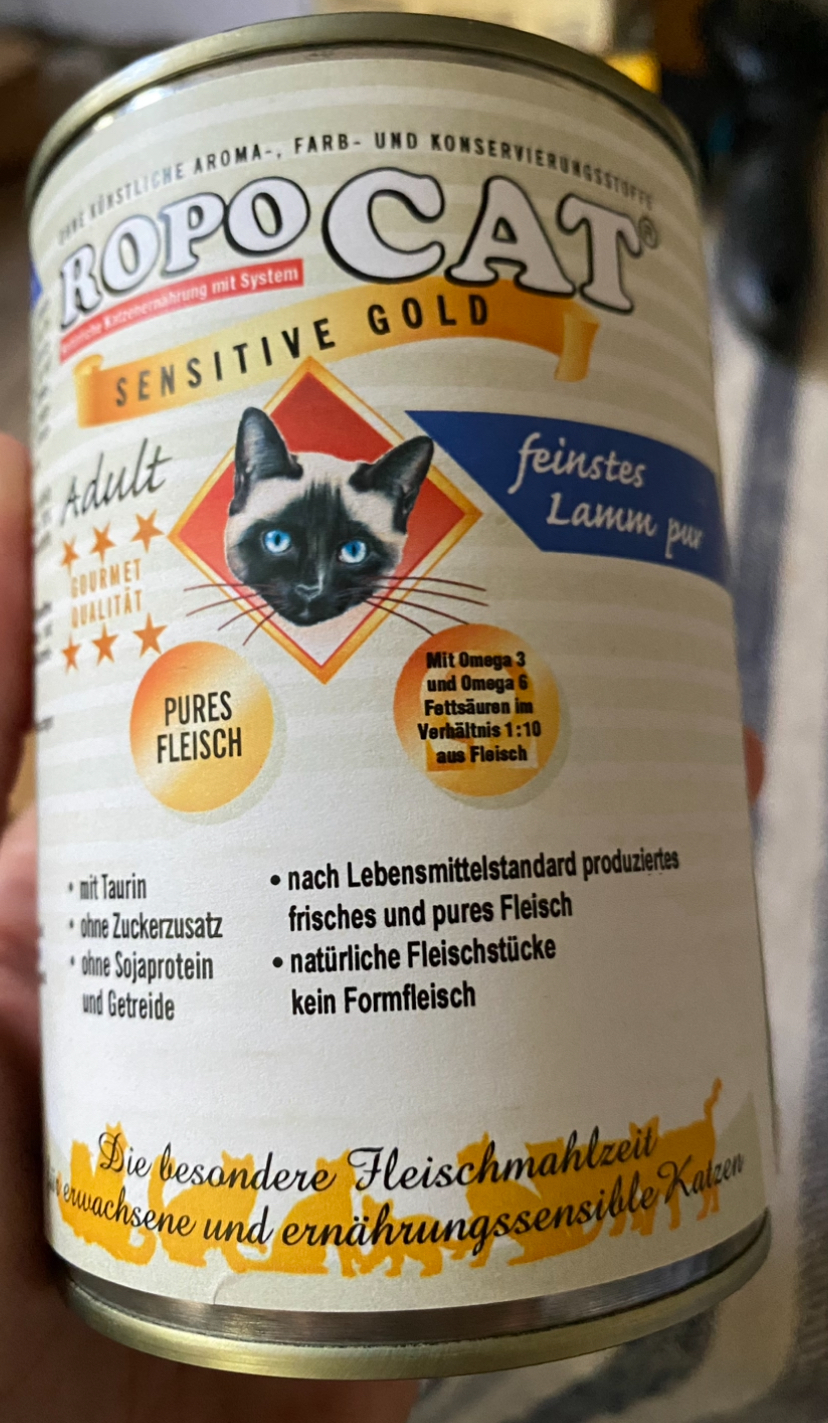 OHNE KÜNSTLICHE AROMA-, FARB- UND KONSERVIERUNGSSTOFFE
ROPOCAT®
Katzenernährung mit System
SENSITIVE GOLD
Adult
GOURMET
QUALITÄT
feinstes
Lamm pur
PURES
FLEISCH
Mit Omega 3
und Omega 6
Fettsäuren im
Verhältnis 1:10
aus Fleisch
• mit Taurin
• ohne Zuckerzusatz
• ohne Sojaprotein
und Getreide
• nach Lebensmittelstandard produziertes
frisches und pures Fleisch
• natürliche Fleischstücke
kein Formfleisch
Die besondere Fleischmahlzeit
für erwachsene und ernährungssensible Katzen